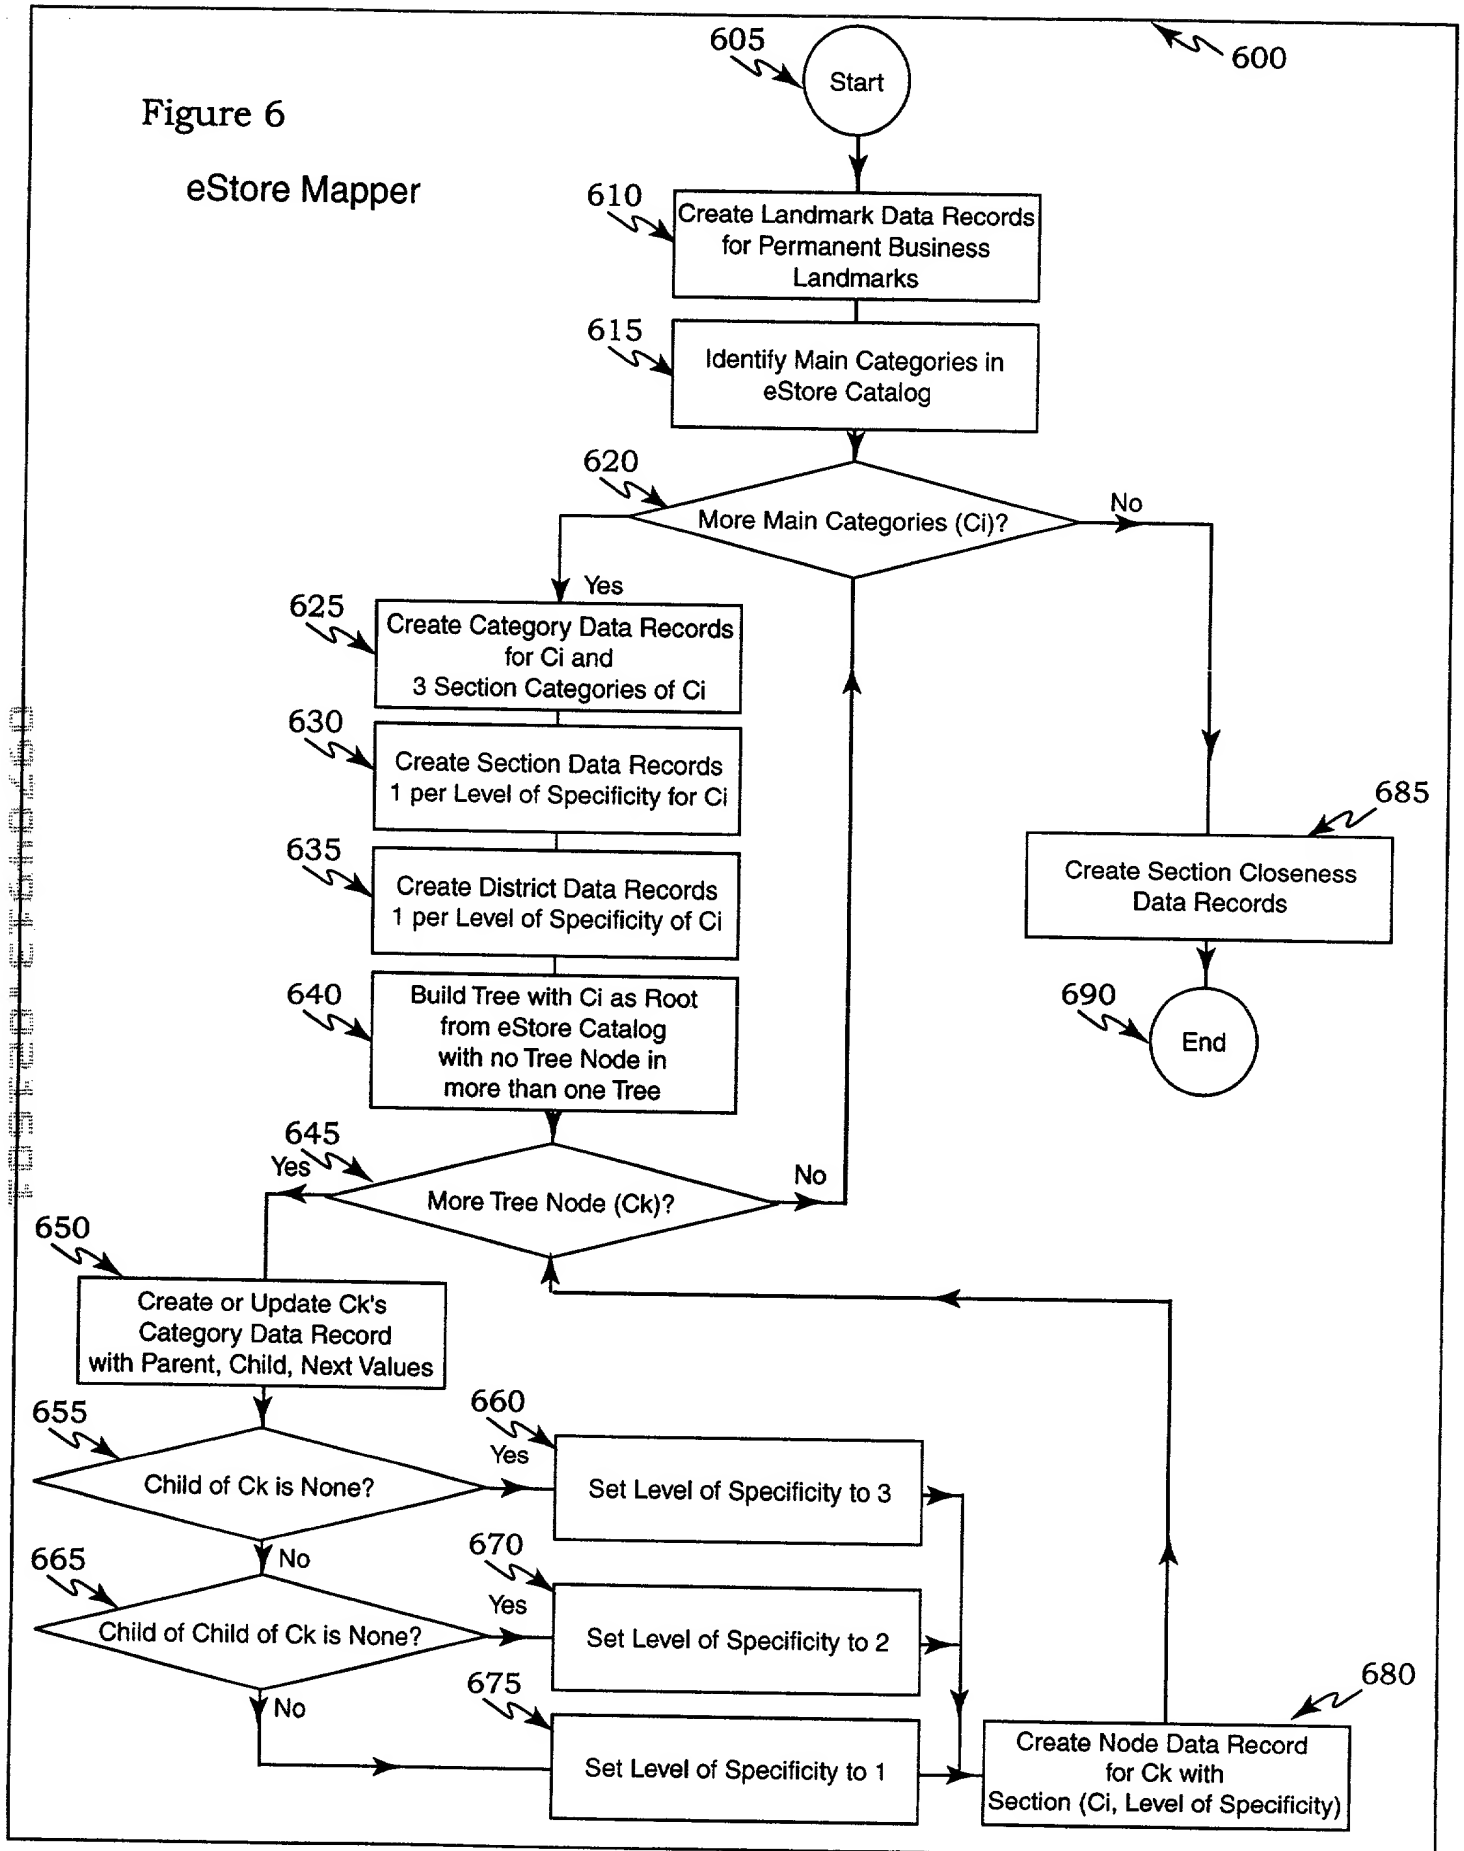 600
605
Start
Figure 6
eStore Mapper
610
Create Landmark Data Records
for Permanent Business
Landmarks
615
Identify Main Categories in
eStore Catalog
620
More Main Categories (Ci)?
No
Yes
625
Create Category Data Records
for Ci and
3 Section Categories of Ci
630
Create Section Data Records
1 per Level of Specificity for Ci
635
Create District Data Records
1 per Level of Specificity of Ci
685
Create Section Closeness
Data Records
640
Build Tree with Ci as Root
from eStore Catalog
with no Tree Node in
more than one Tree
690
End
645
Yes
More Tree Node (Ck)?
No
650
Create or Update Ck's
Category Data Record
with Parent, Child, Next Values
655
Child of Ck is None?
Yes
660
Set Level of Specificity to 3
No
665
Child of Child of Ck is None?
Yes
670
Set Level of Specificity to 2
No
675
Set Level of Specificity to 1
680
Create Node Data Record
for Ck with
Section (Ci, Level of Specificity)